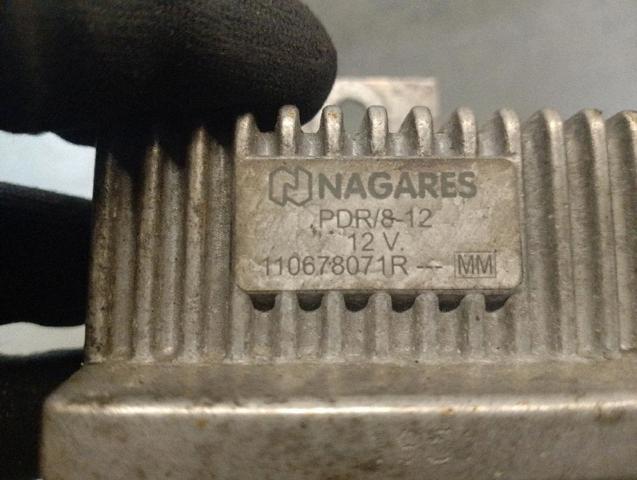 NAGARES
PDR/8-12
12 V.
110678071R --- MM